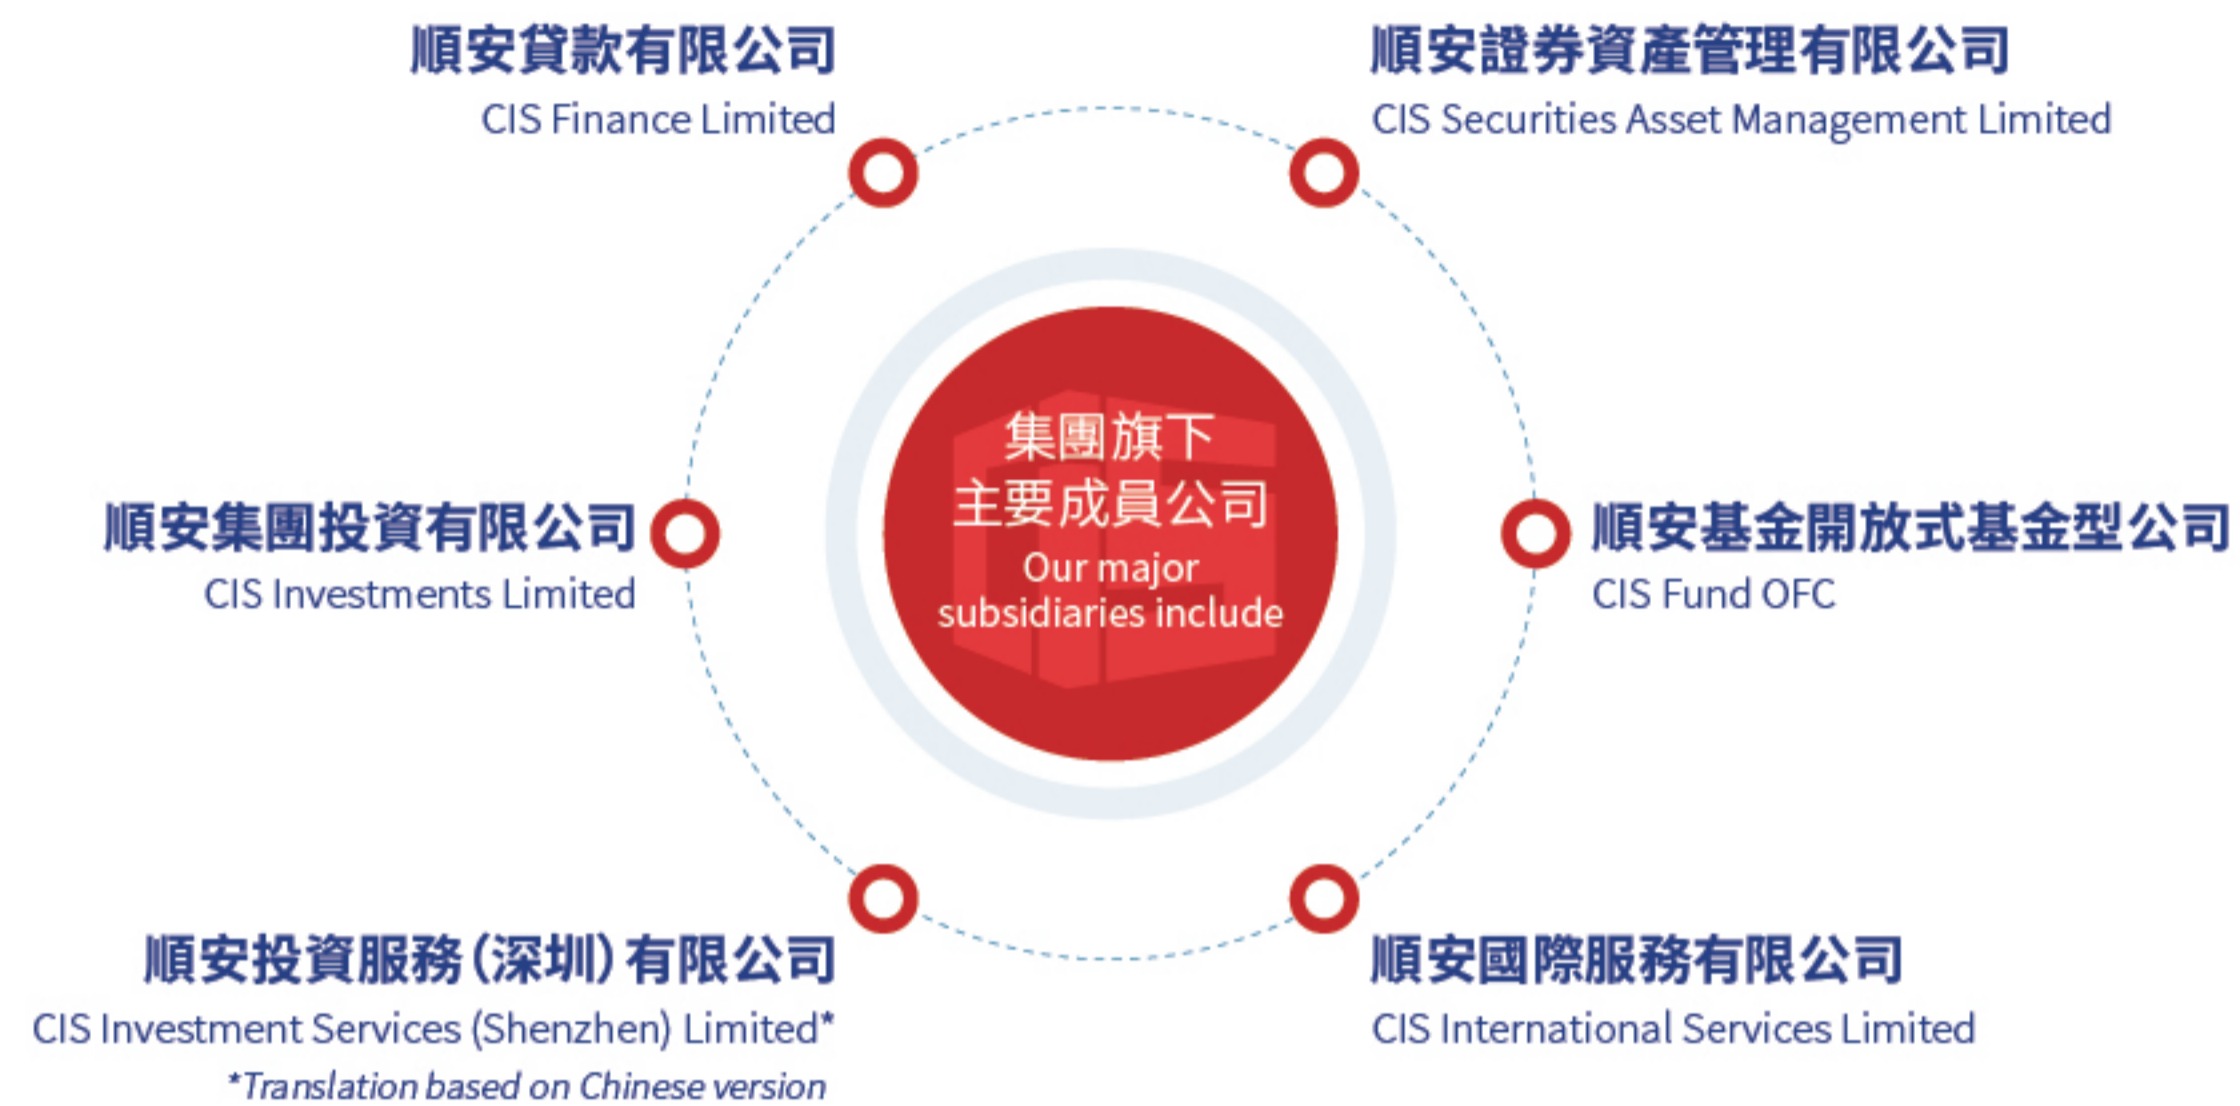 順安貸款有限公司
CIS Finance Limited
順安證券資產管理有限公司
CIS Securities Asset Management Limited
順安集團投資有限公司
CIS Investments Limited
集團旗下
主要成員公司
Our major
subsidiaries include
順安基金開放式基金型公司
CIS Fund OFC
順安投資服務(深圳)有限公司
CIS Investment Services (Shenzhen) Limited*
*Translation based on Chinese version
順安國際服務有限公司
CIS International Services Limited